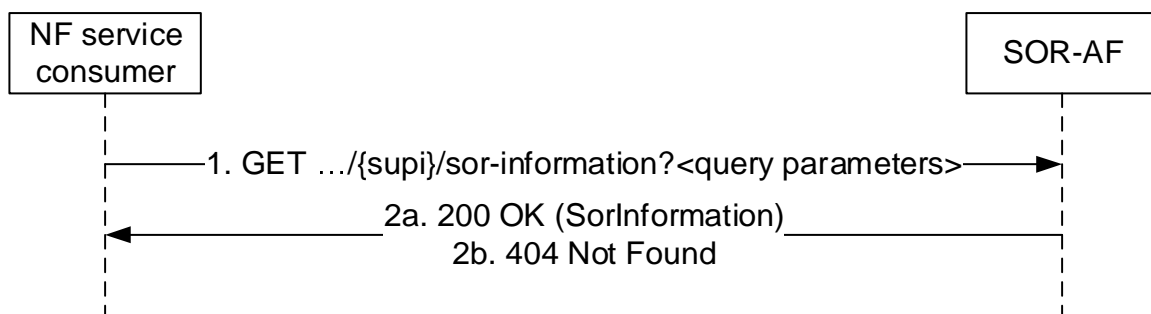 NF service
consumer
SOR-AF
1. GET …/{supi}/sor-information?<query parameters>
2a. 200 OK (SorInformation)
2b. 404 Not Found